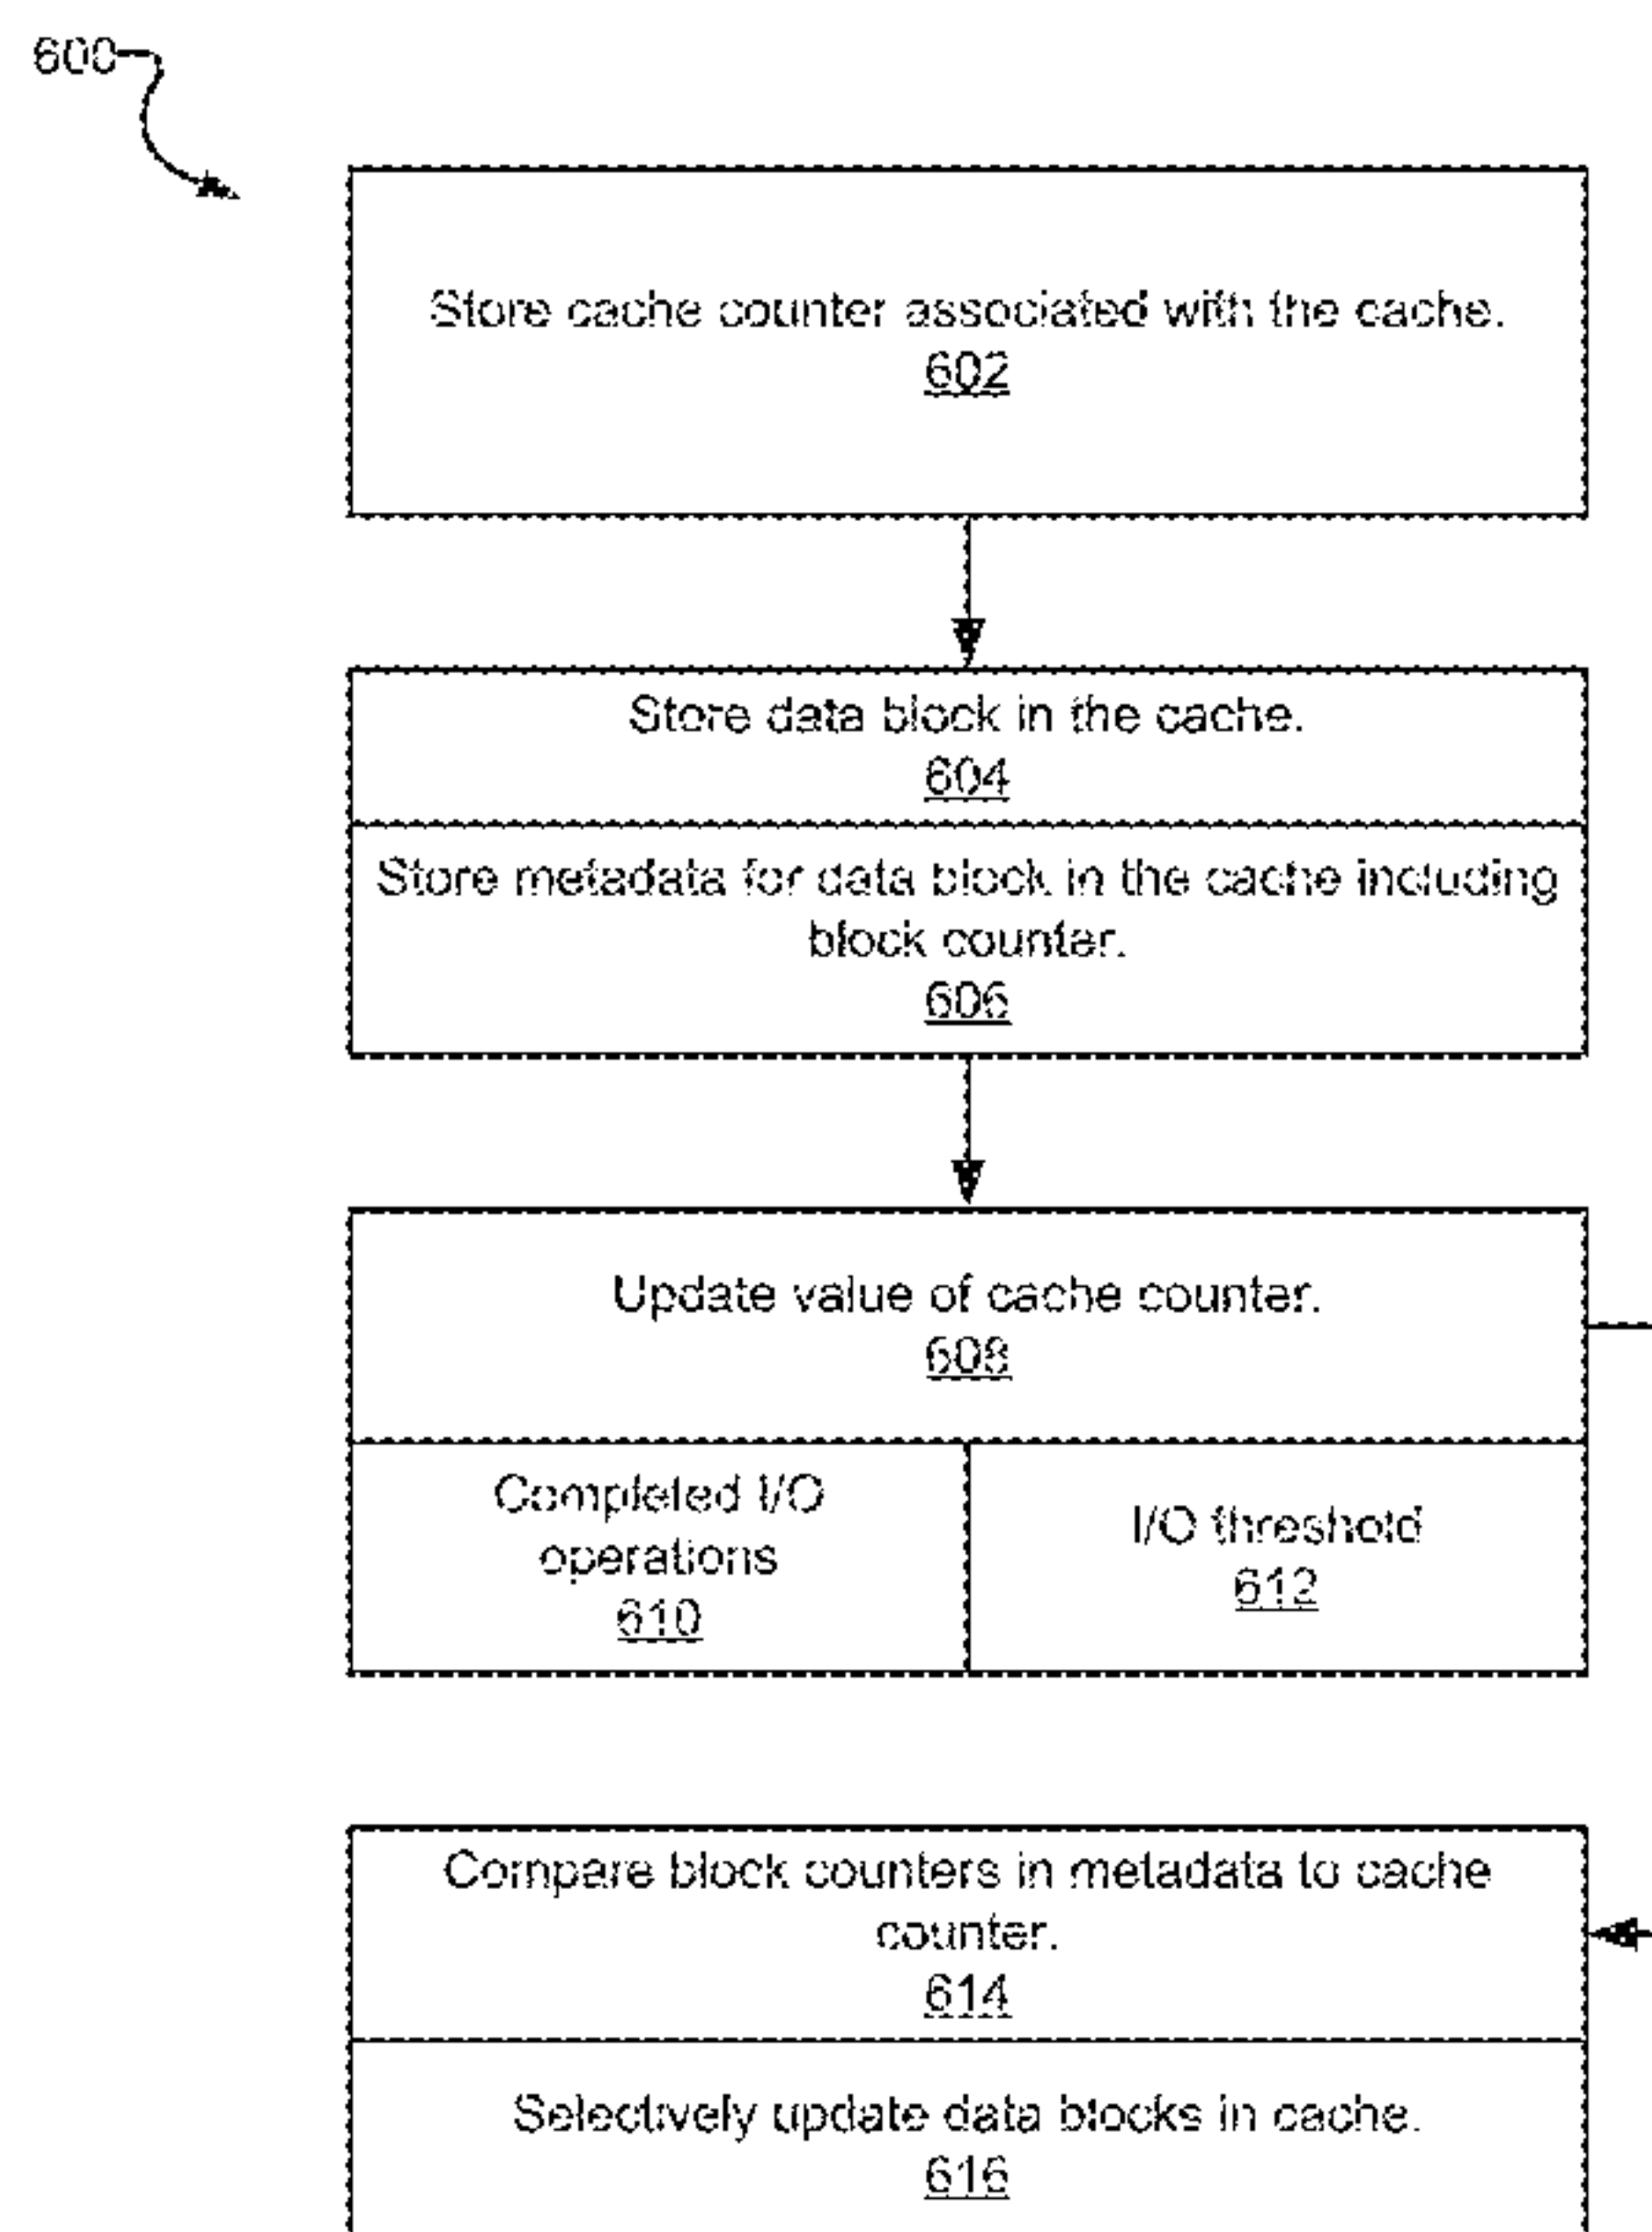 600
Store cache counter associated with the cache.
602
Store data block in the cache.
604
Store metadata for data block in the cache including
block counter.
606
Update value of cache counter.
608
Completed I/O
operations
610
I/O threshold
612
Compare block counters in metadata to cache
counter.
614
Selectively update data blocks in cache.
616